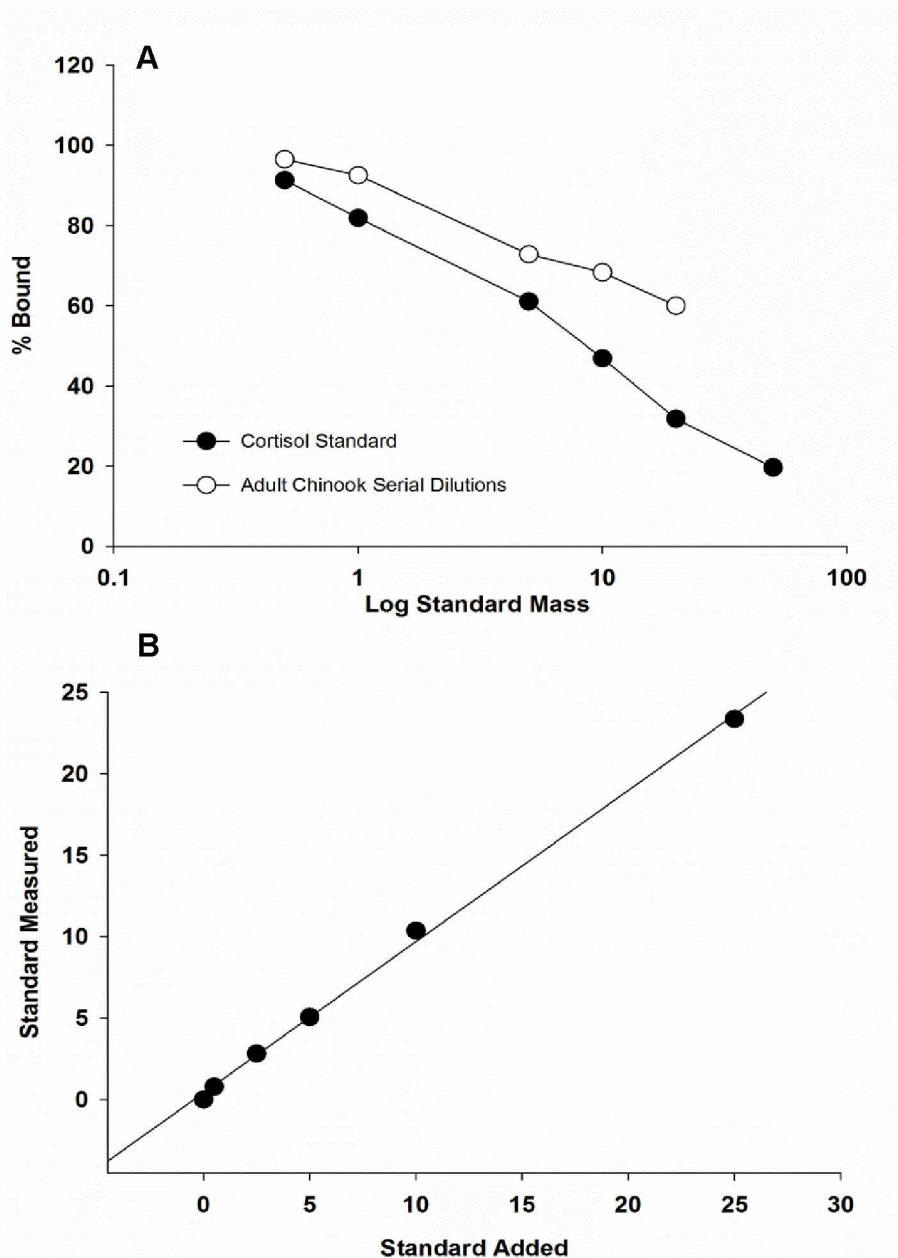 A
120
100
80
60
40
20
0
% Bound
Cortisol Standard
Adult Chinook Serial Dilutions
0.1 1 10 100
Log Standard Mass
B
25
20
15
10
5
0
Standard Measured
0 5 10 15 20 25 30
Standard Added